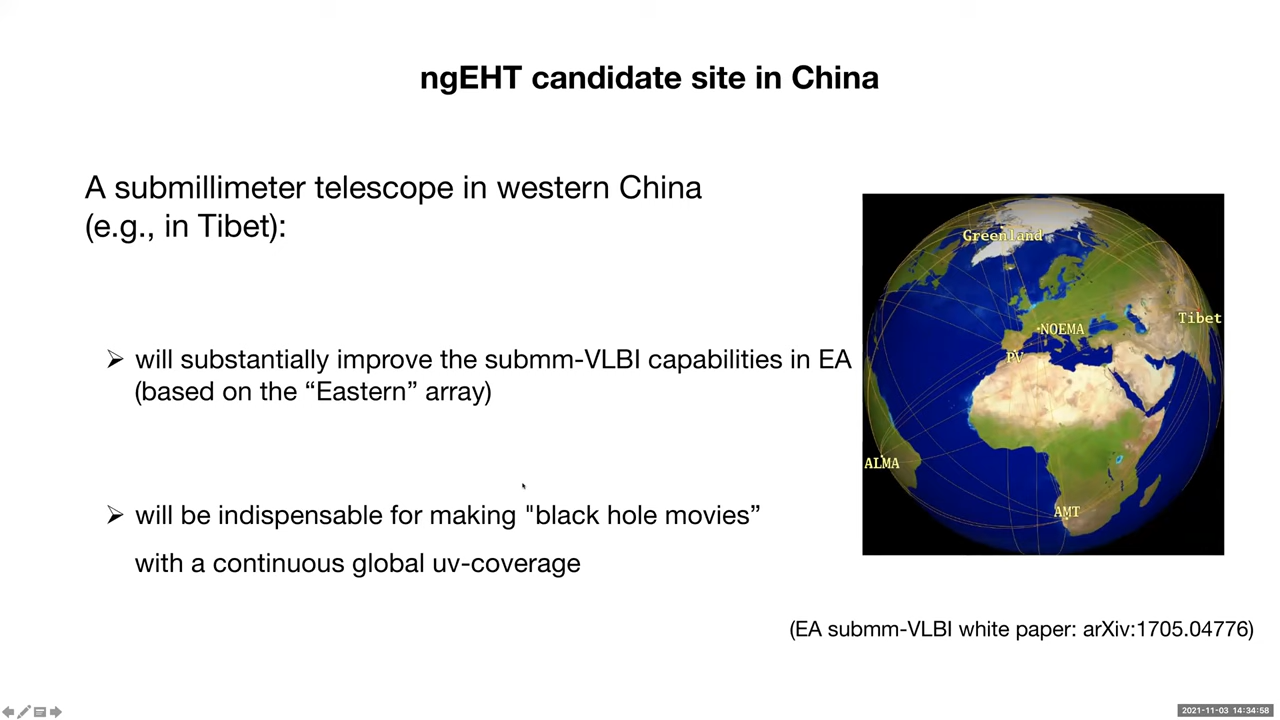 ngEHT candidate site in China
A submillimeter telescope in western China
(e.g., in Tibet):
➢ will substantially improve the submm-VLBI capabilities in EA
(based on the “Eastern” array)
➢ will be indispensable for making "black hole movies”
with a continuous global uv-coverage
Greenland
Tibet
NOEMA
PV
ALMA
AMT
(EA submm-VLBI white paper: arXiv:1705.04776)
2021-11-03 14:34:58